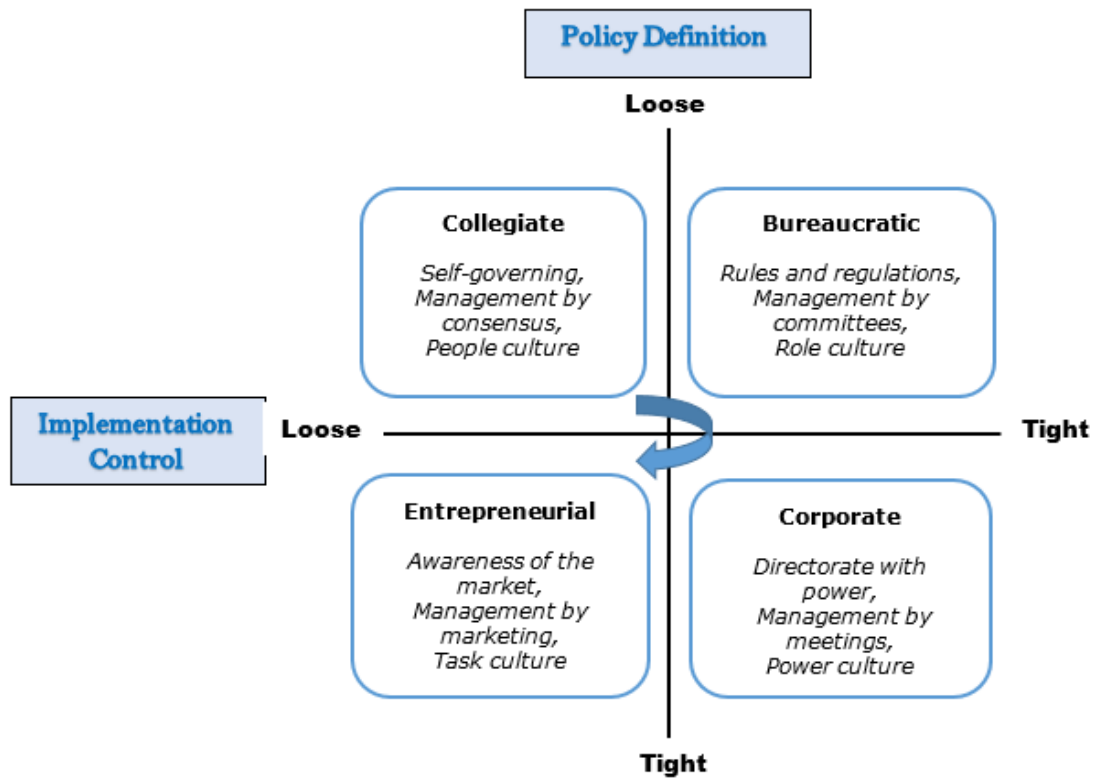 Policy Definition
Loose
Collegiate
Self-governing,
Management by
consensus,
People culture
Bureaucratic
Rules and regulations,
Management by
committees,
Role culture
Implementation
Control
Loose
Tight
Entrepreneurial
Awareness of the
market,
Management by
marketing,
Task culture
Corporate
Directorate with
power,
Management by
meetings,
Power culture
Tight